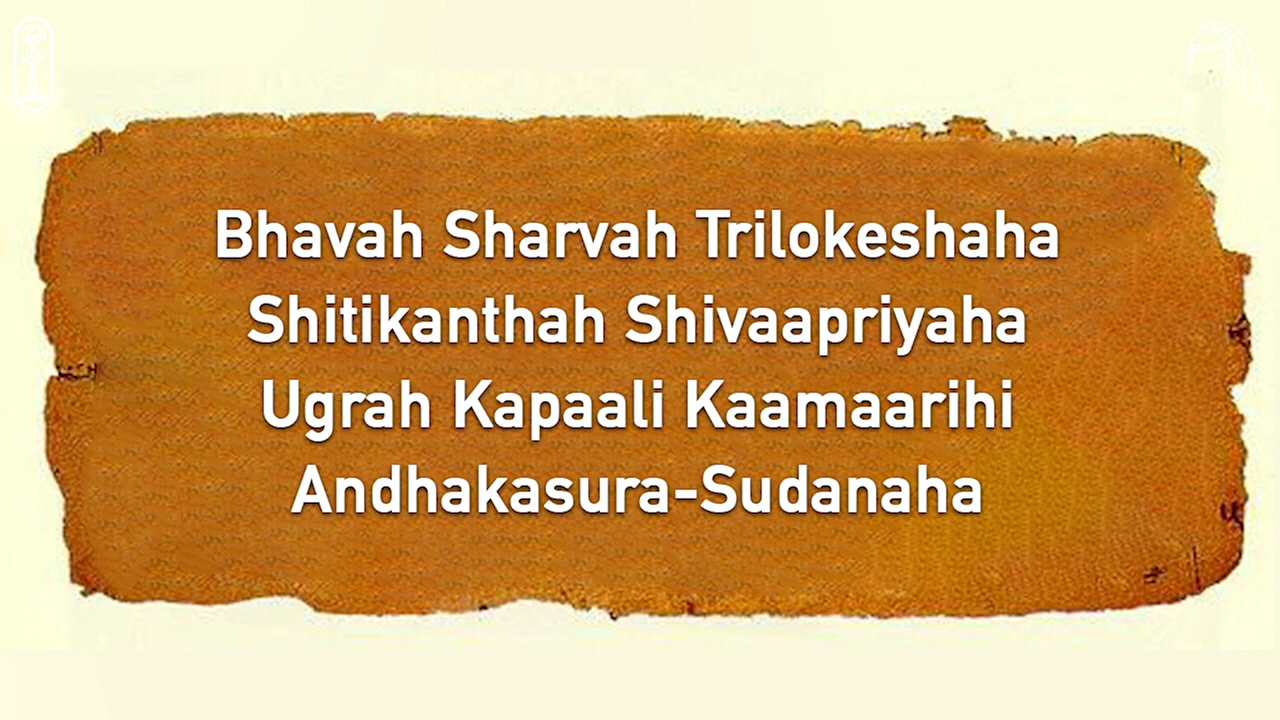 Bhavah Sharvah Trilokeshaha
Shitikanthah Shivaapriyaha
Ugrah Kapaali Kaamaarihi
Andhakasura-Sudanaha